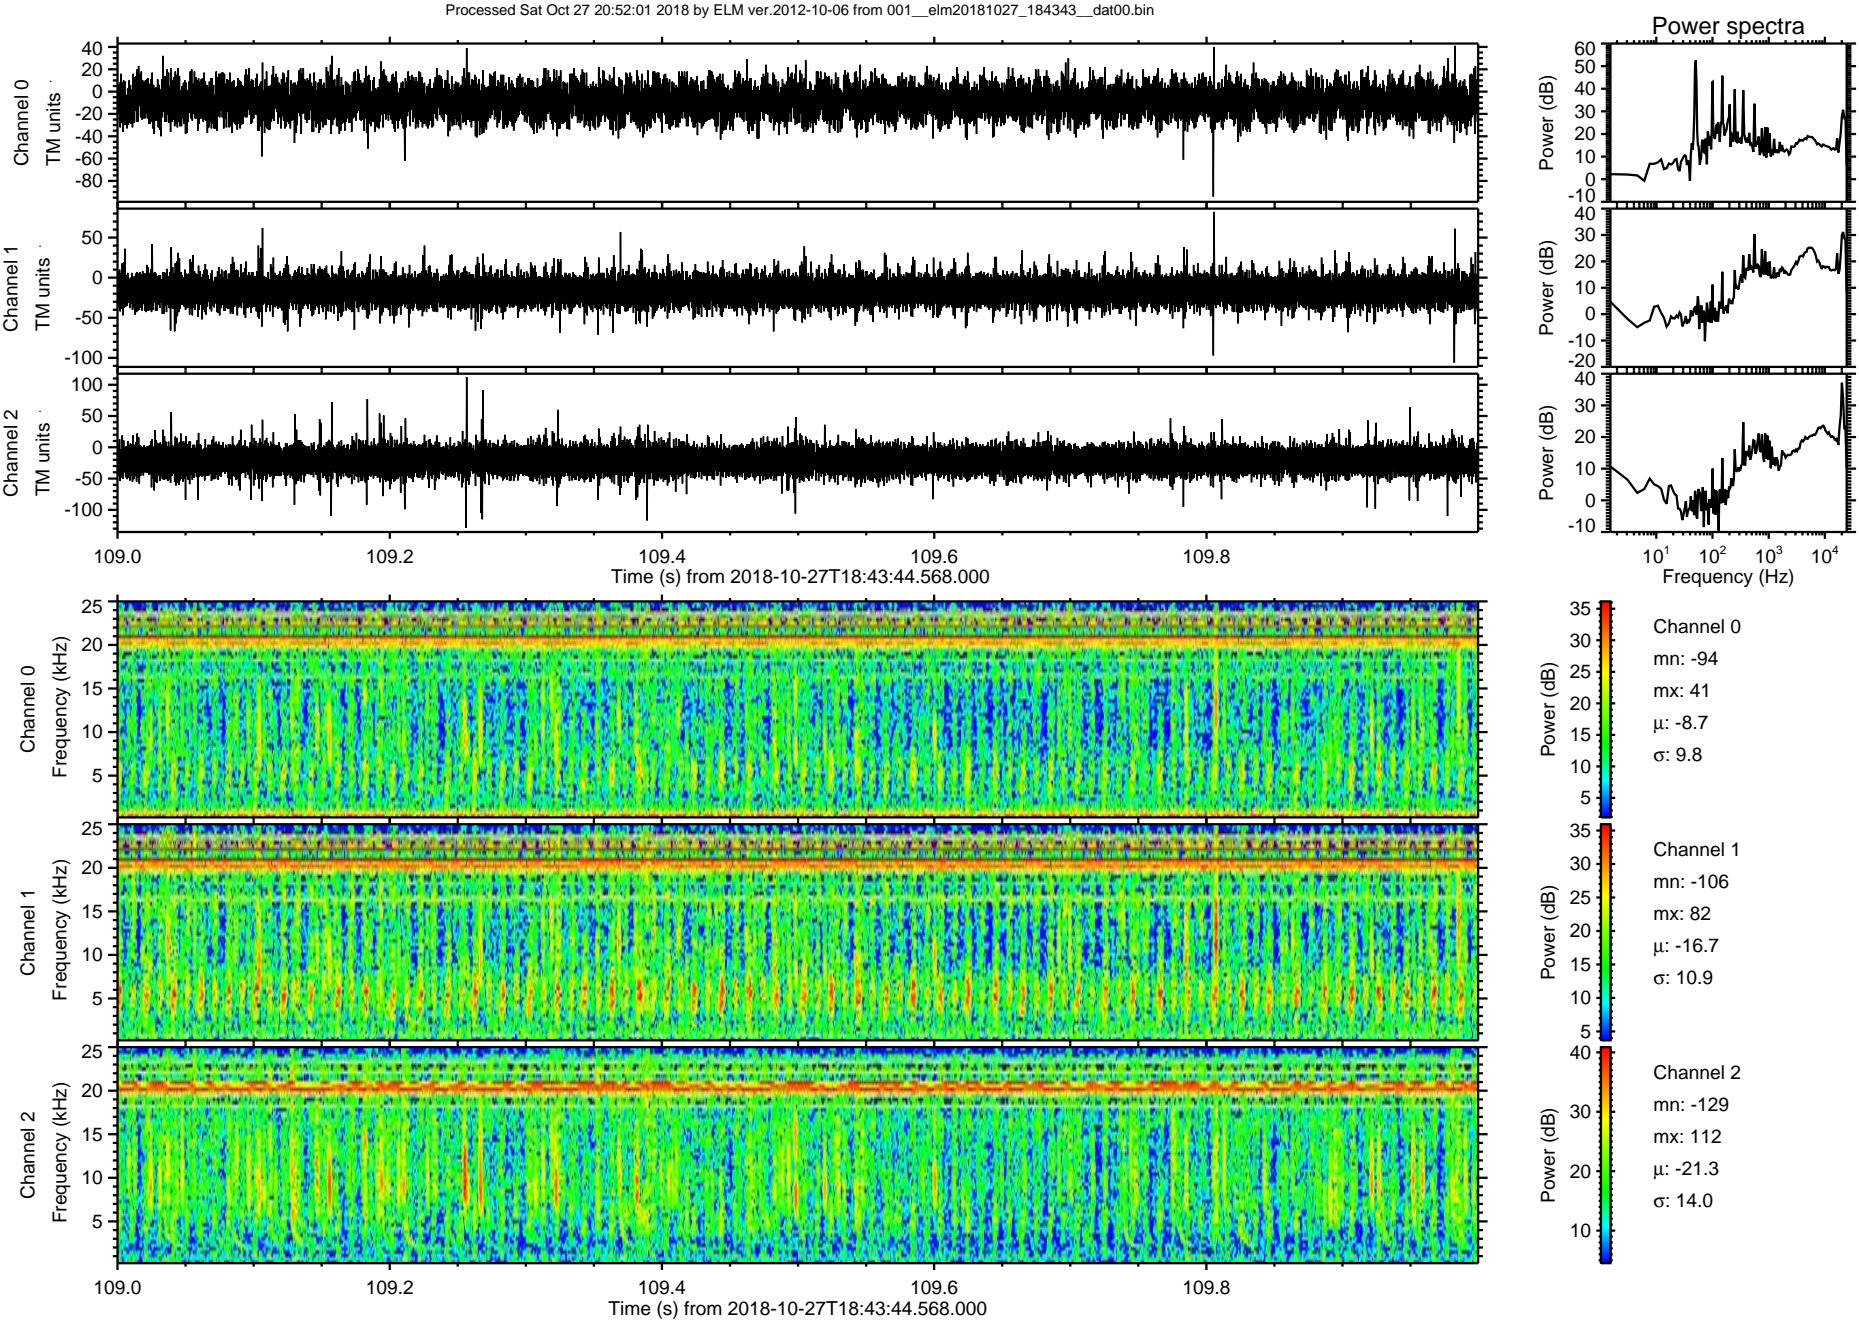 Processed Sat Oct 27 20:52:01 2018 by ELM ver.2012-10-06 from 001__elm20181027_184343__dat00.bin
Power spectra
Channel 0
TM units
40
20
0
-20
-40
-60
-80
Power (dB)
60
50
40
30
20
10
0
-10
Channel 1
TM units
50
0
-50
-100
Power (dB)
40
30
20
10
0
-10
-20
Channel 2
TM units
100
50
0
-50
-100
Power (dB)
40
30
20
10
0
-10
109.0 109.2 109.4 109.6 109.8
Time (s) from 2018-10-27T18:43:44.568.000
10¹ 10² 10³ 10⁴
Frequency (Hz)
Channel 0
Frequency (kHz)
25
20
15
10
5
Power (dB)
35
30
25
20
15
10
5
Channel 0
mn: -94
mx: 41
μ: -8.7
σ: 9.8
Channel 1
Frequency (kHz)
25
20
15
10
5
Power (dB)
35
30
25
20
15
10
5
Channel 1
mn: -106
mx: 82
μ: -16.7
σ: 10.9
Channel 2
Frequency (kHz)
25
20
15
10
5
Power (dB)
40
30
20
10
Channel 2
mn: -129
mx: 112
μ: -21.3
σ: 14.0
109.0 109.2 109.4 109.6 109.8
Time (s) from 2018-10-27T18:43:44.568.000